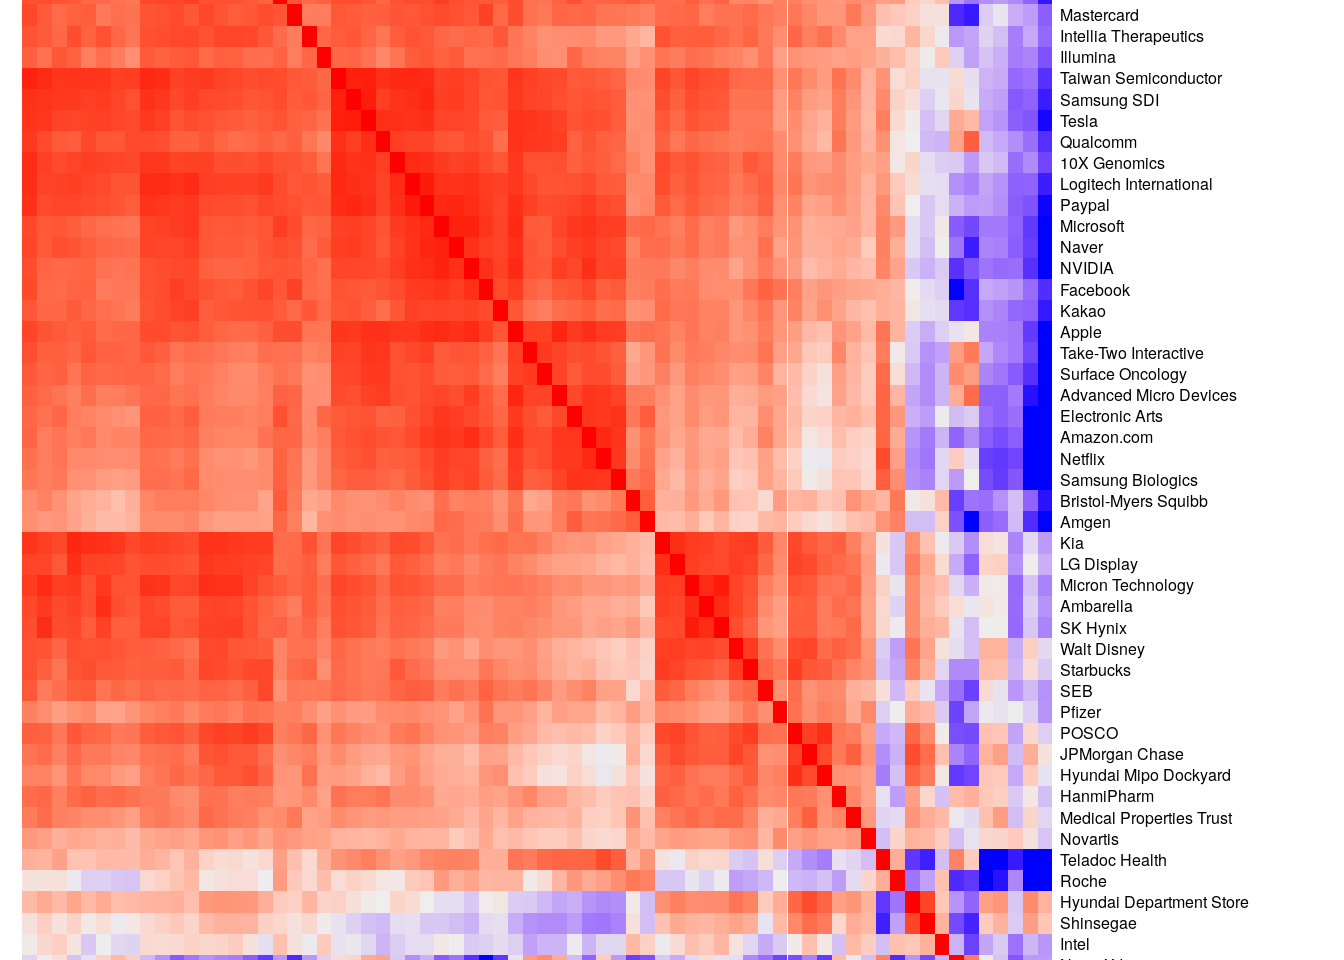 Mastercard
Intellia Therapeutics
Illumina
Taiwan Semiconductor
Samsung SDI
Tesla
Qualcomm
10X Genomics
Logitech International
Paypal
Microsoft
Naver
NVIDIA
Facebook
Kakao
Apple
Take-Two Interactive
Surface Oncology
Advanced Micro Devices
Electronic Arts
Amazon.com
Netflix
Samsung Biologics
Bristol-Myers Squibb
Amgen
Kia
LG Display
Micron Technology
Ambarella
SK Hynix
Walt Disney
Starbucks
SEB
Pfizer
POSCO
JPMorgan Chase
Hyundai Mipo Dockyard
HanmiPharm
Medical Properties Trust
Novartis
Teladoc Health
Roche
Hyundai Department Store
Shinsegae
Intel